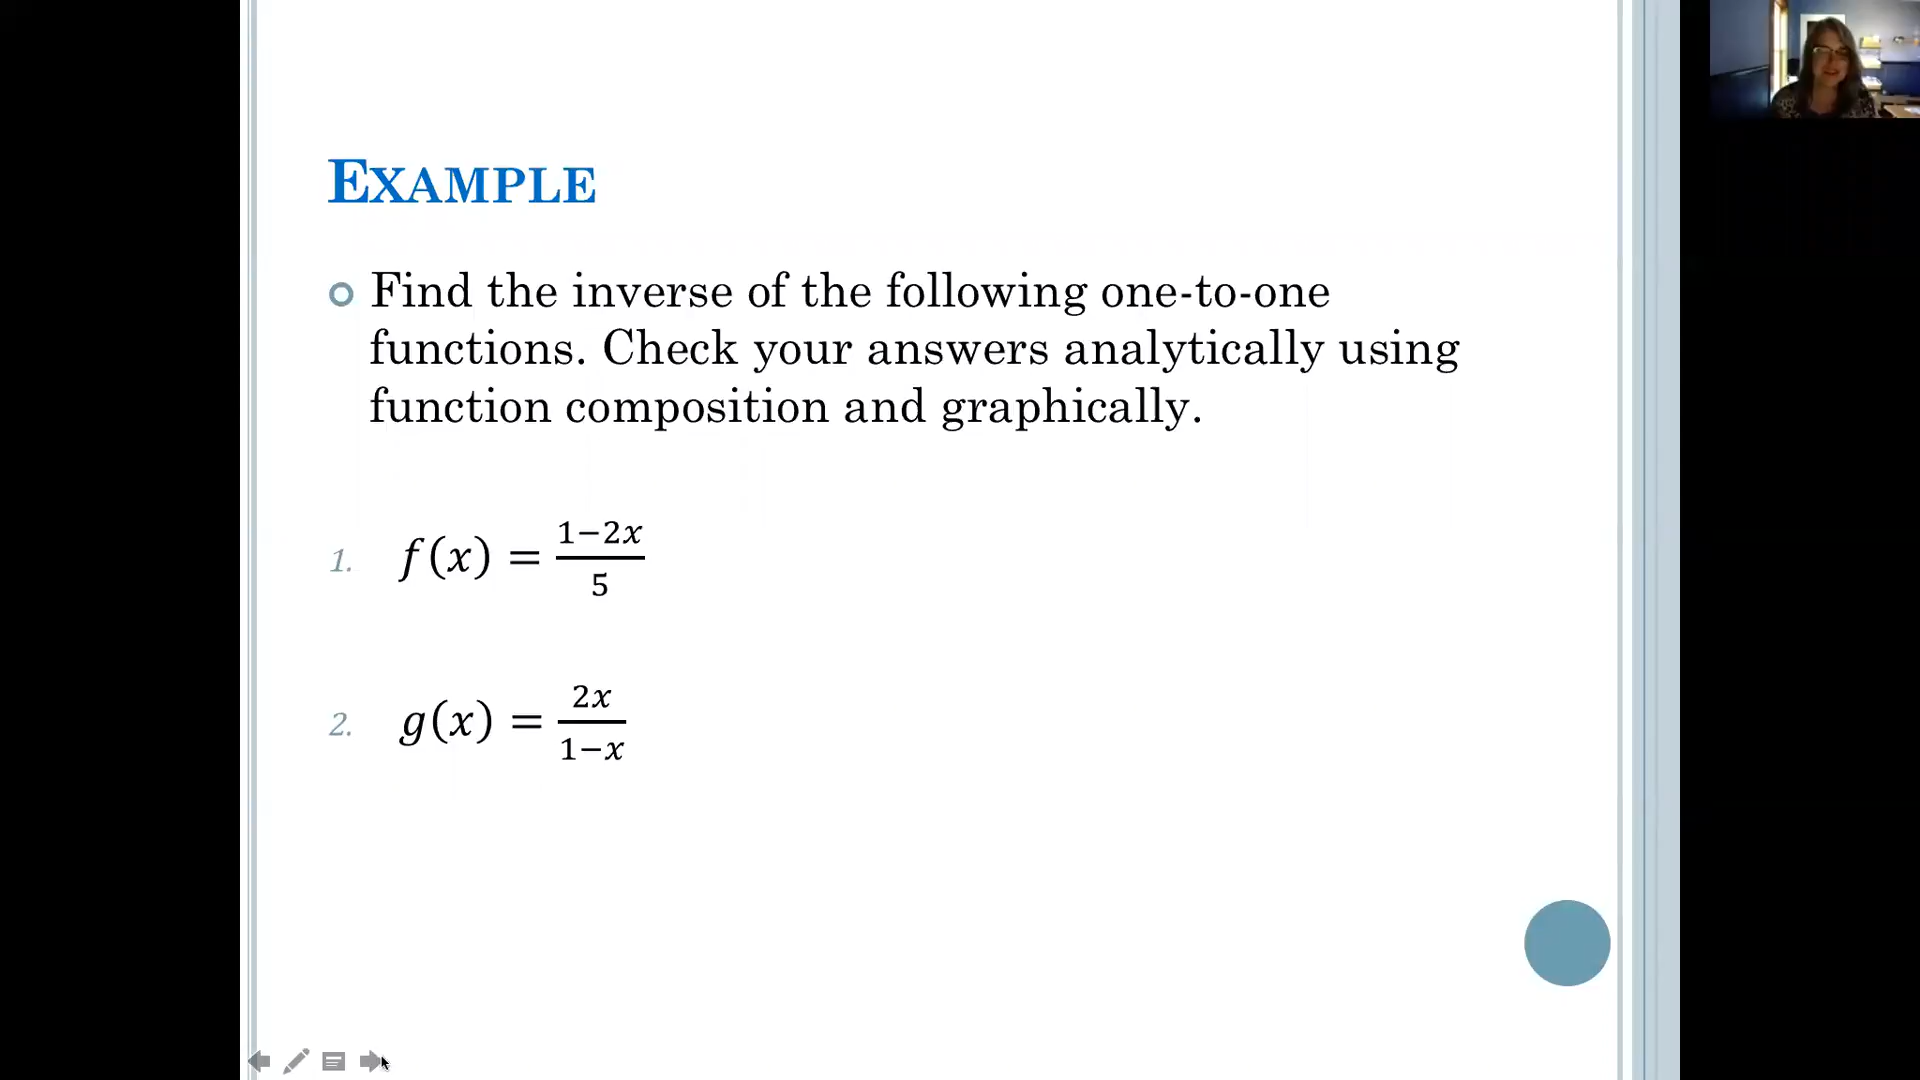 EXAMPLE
Find the inverse of the following one-to-one
functions. Check your answers analytically using
function composition and graphically.
1. f(x) = (1−2x)/5
2. g(x) = 2x/(1−x)